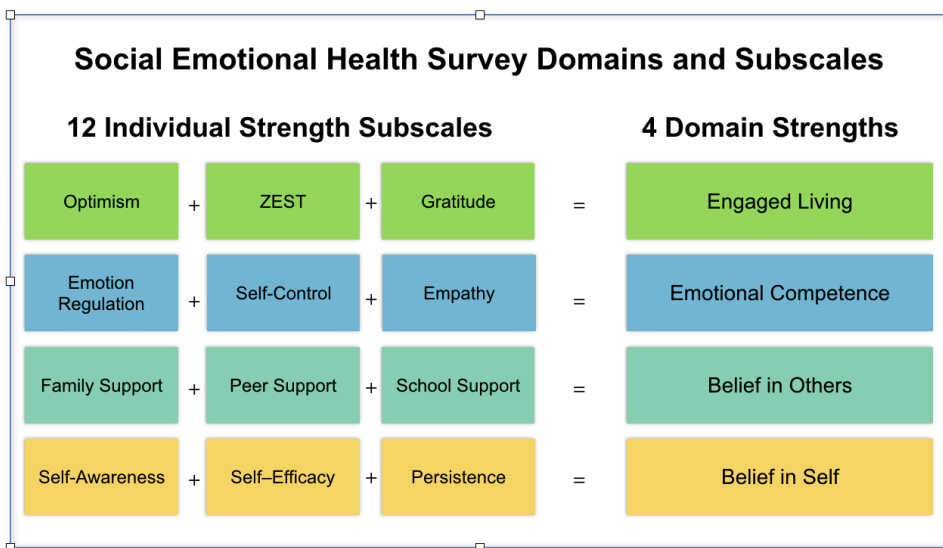 Social Emotional Health Survey Domains and Subscales
12 Individual Strength Subscales
4 Domain Strengths
Optimism + ZEST + Gratitude = Engaged Living
Emotion
Regulation + Self-Control + Empathy = Emotional Competence
Family Support + Peer Support + School Support = Belief in Others
Self-Awareness + Self–Efficacy + Persistence = Belief in Self